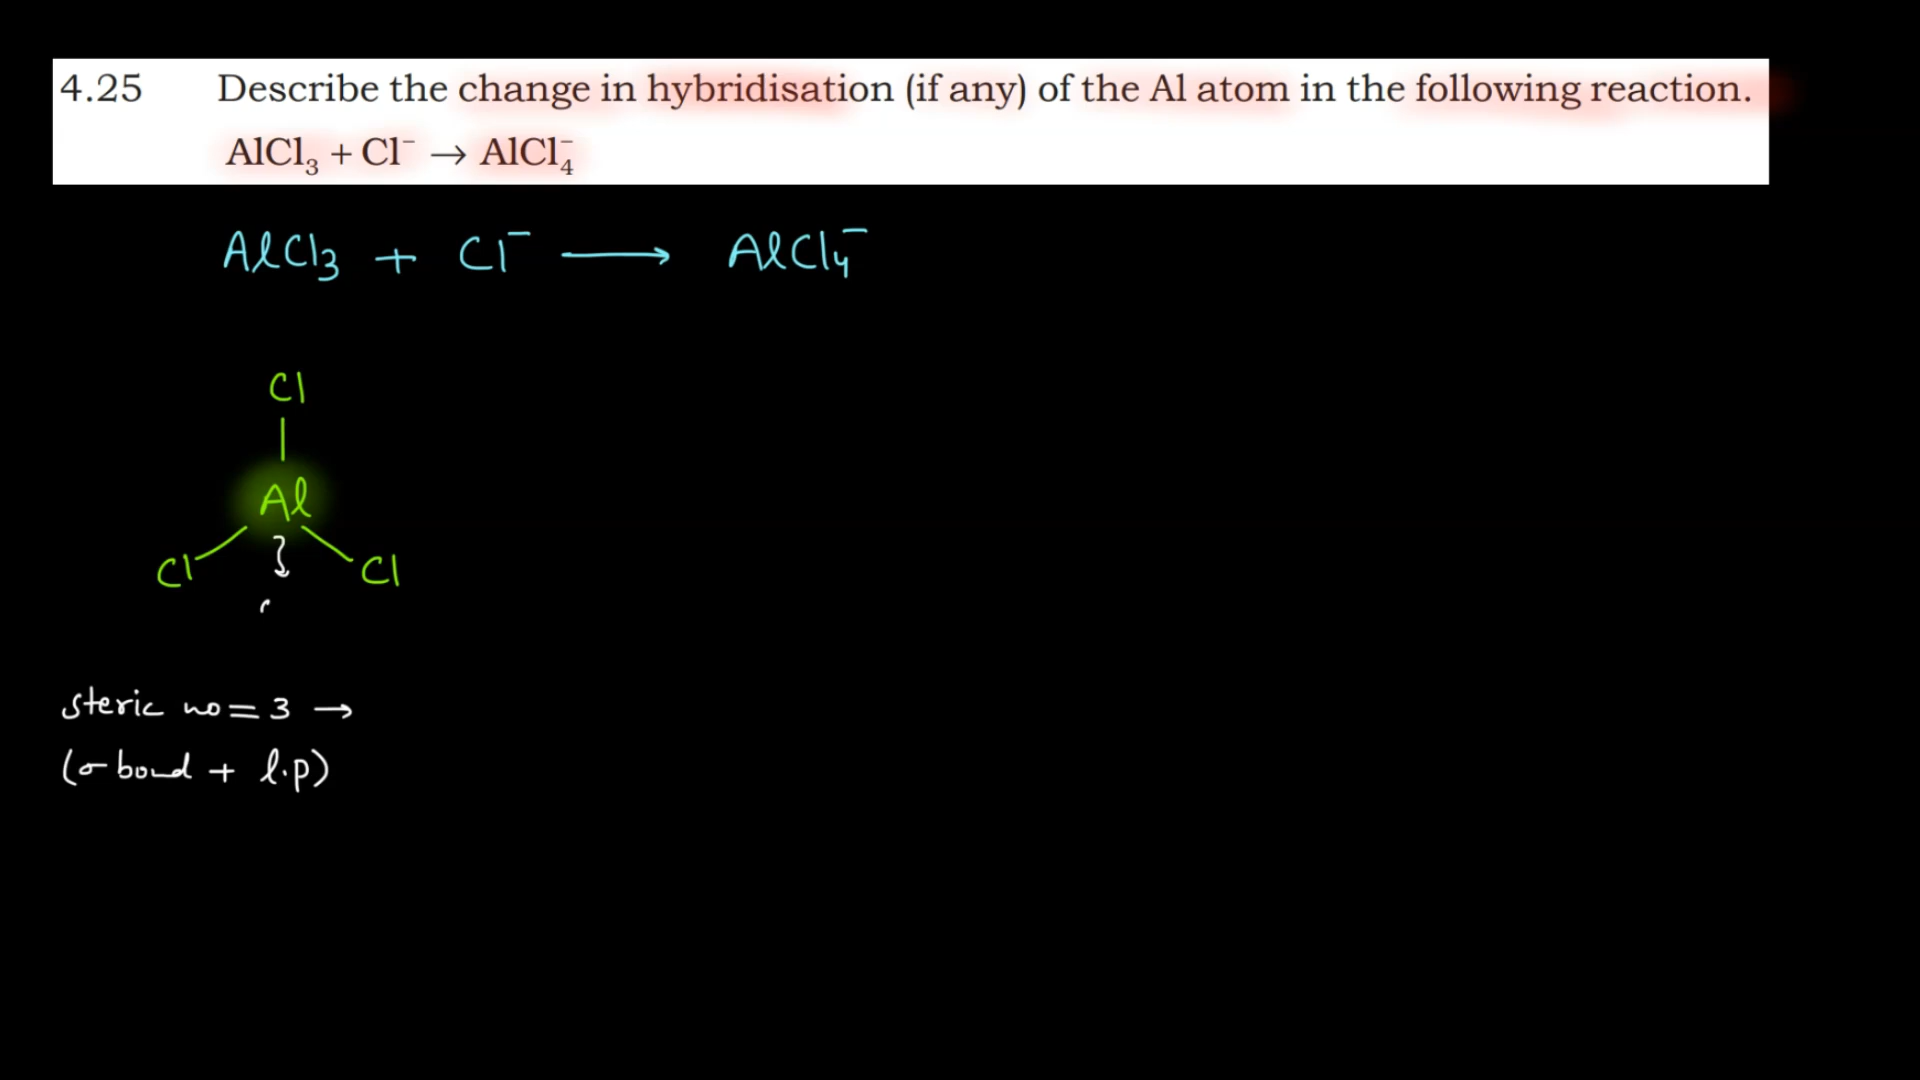 4.25 Describe the change in hybridisation (if any) of the Al atom in the following reaction.
AlCl₃ + Cl⁻ → AlCl₄⁻
AlCl₃ + Cl⁻ ⟶ AlCl₄⁻
Cl
Al
Cl Cl
steric no = 3 →
(σ bond + l.p)